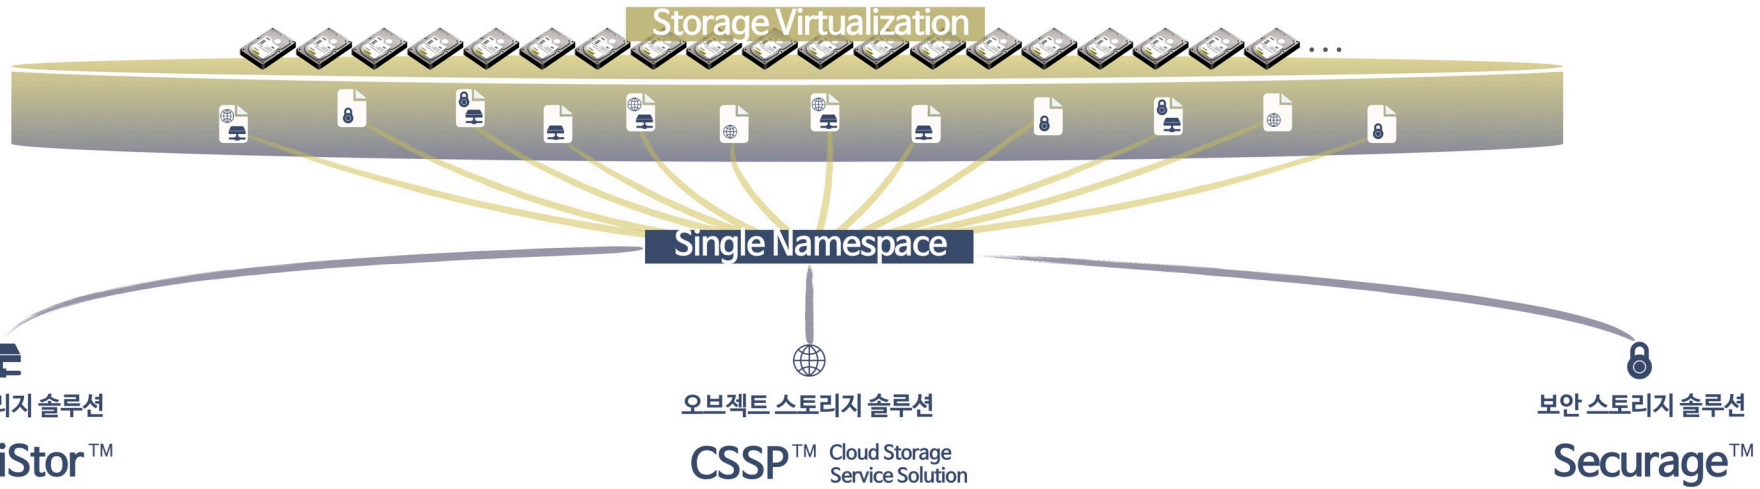 Storage Virtualization
...
Single Namespace
리지 솔루션
iStor™
오브젝트 스토리지 솔루션
CSSP™ Cloud Storage
Service Solution
보안 스토리지 솔루션
Securage™